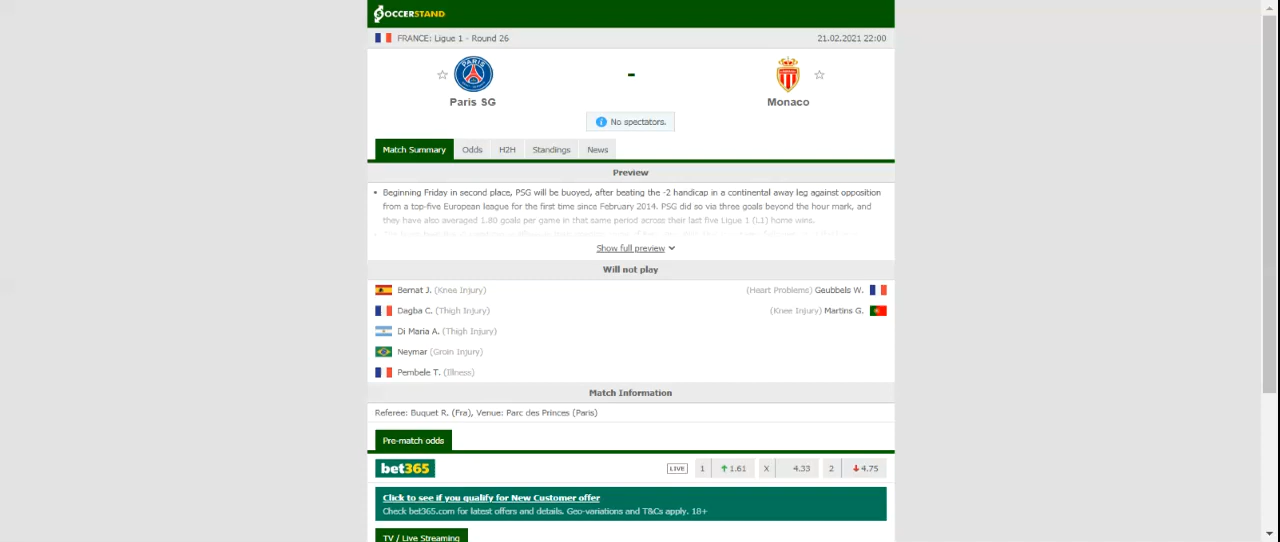 SOCCERSTAND
FRANCE: Ligue 1 - Round 26
21.02.2021 22:00
PARIS
Paris SG
-
Monaco
No spectators.
Match Summary
Odds
H2H
Standings
News
Preview
Beginning Friday in second place, PSG will be buoyed, after beating the -2 handicap in a continental away leg against opposition
from a top-five European league for the first time since February 2014. PSG did so via three goals beyond the hour mark, and
they have also averaged 1.80 goals per game in that same period across their last five Ligue 1 (L1) home wins.
Show full preview
Will not play
Bernat J. (Knee Injury)
(Heart Problems) Geubbels W.
Dagba C. (Thigh Injury)
(Knee Injury) Martins G.
Di Maria A. (Thigh Injury)
Neymar (Groin Injury)
Pembele T. (Illness)
Match Information
Referee: Buquet R. (Fra), Venue: Parc des Princes (Paris)
Pre-match odds
bet365
LIVE
1 1.61
X 4.33
2 4.75
Click to see if you qualify for New Customer offer
Check bet365.com for latest offers and details. Geo-variations and T&Cs apply. 18+
TV / Live Streaming